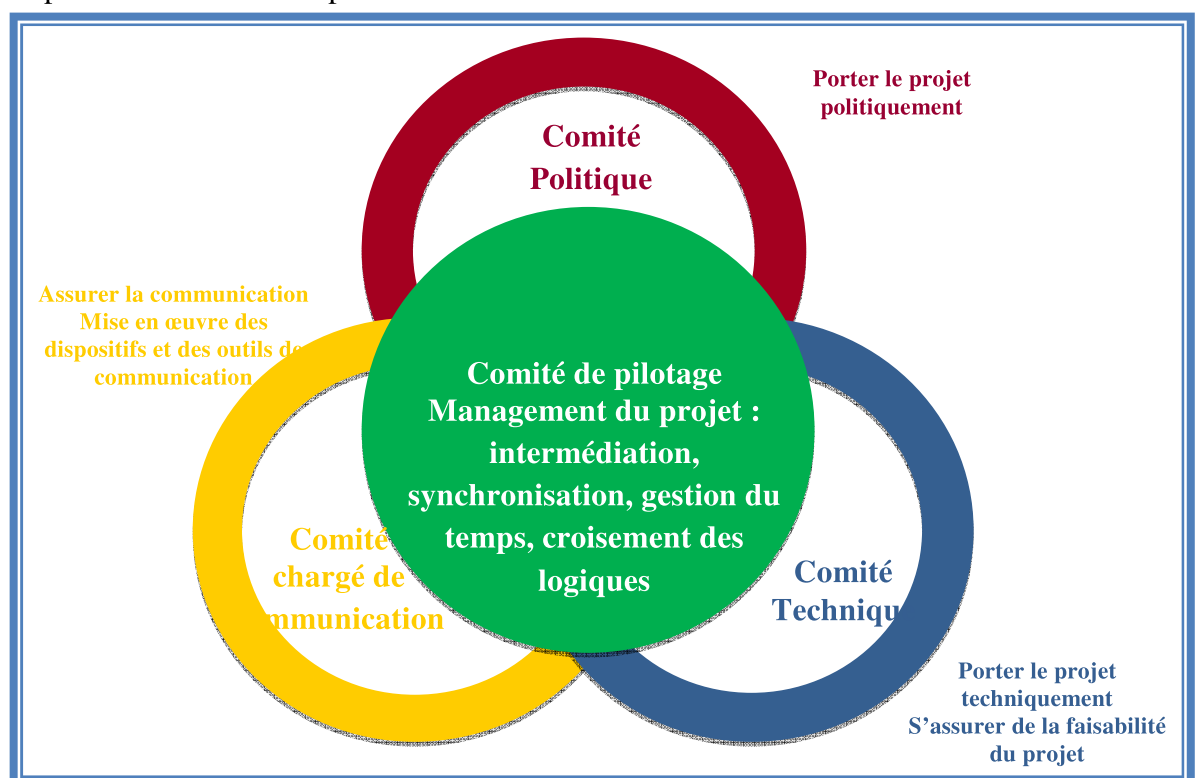 Porter le projet
politiquement
Comité
Politique
Assurer la communication
Mise en œuvre des
dispositifs et des outils de
communication
Comité de pilotage
Management du projet :
intermédiation,
synchronisation, gestion du
temps, croisement des
logiques
Comité
chargé de
mmunication
Comité
Techniqu
Porter le projet
techniquement
S’assurer de la faisabilité
du projet